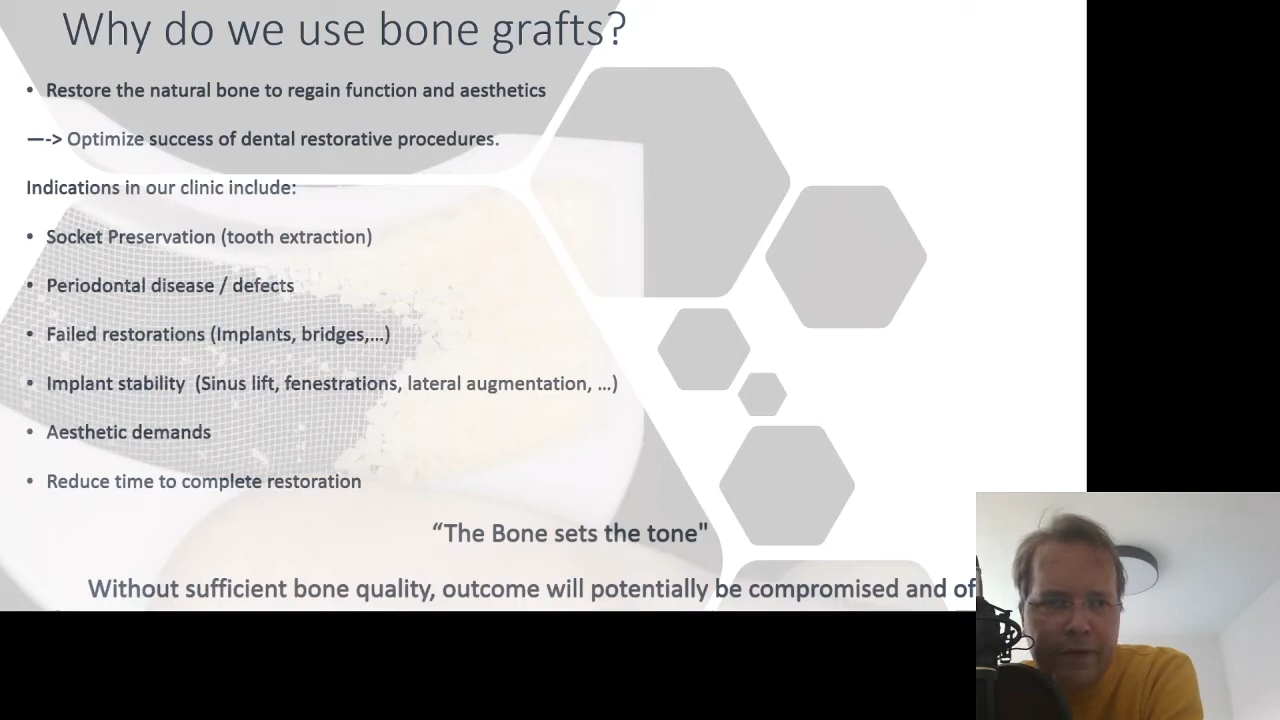 Why do we use bone grafts?
• Restore the natural bone to regain function and aesthetics
—-> Optimize success of dental restorative procedures.
Indications in our clinic include:
• Socket Preservation (tooth extraction)
• Periodontal disease / defects
• Failed restorations (Implants, bridges,...)
• Implant stability (Sinus lift, fenestrations, lateral augmentation, ...)
• Aesthetic demands
• Reduce time to complete restoration
“The Bone sets the tone"
Without sufficient bone quality, outcome will potentially be compromised and of